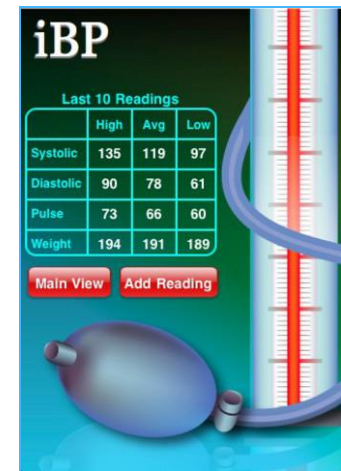 iBP
Last 10 Readings
High Avg Low
Systolic 135 119 97
Diastolic 90 78 61
Pulse 73 66 60
Weight 194 191 189
Main View Add Reading